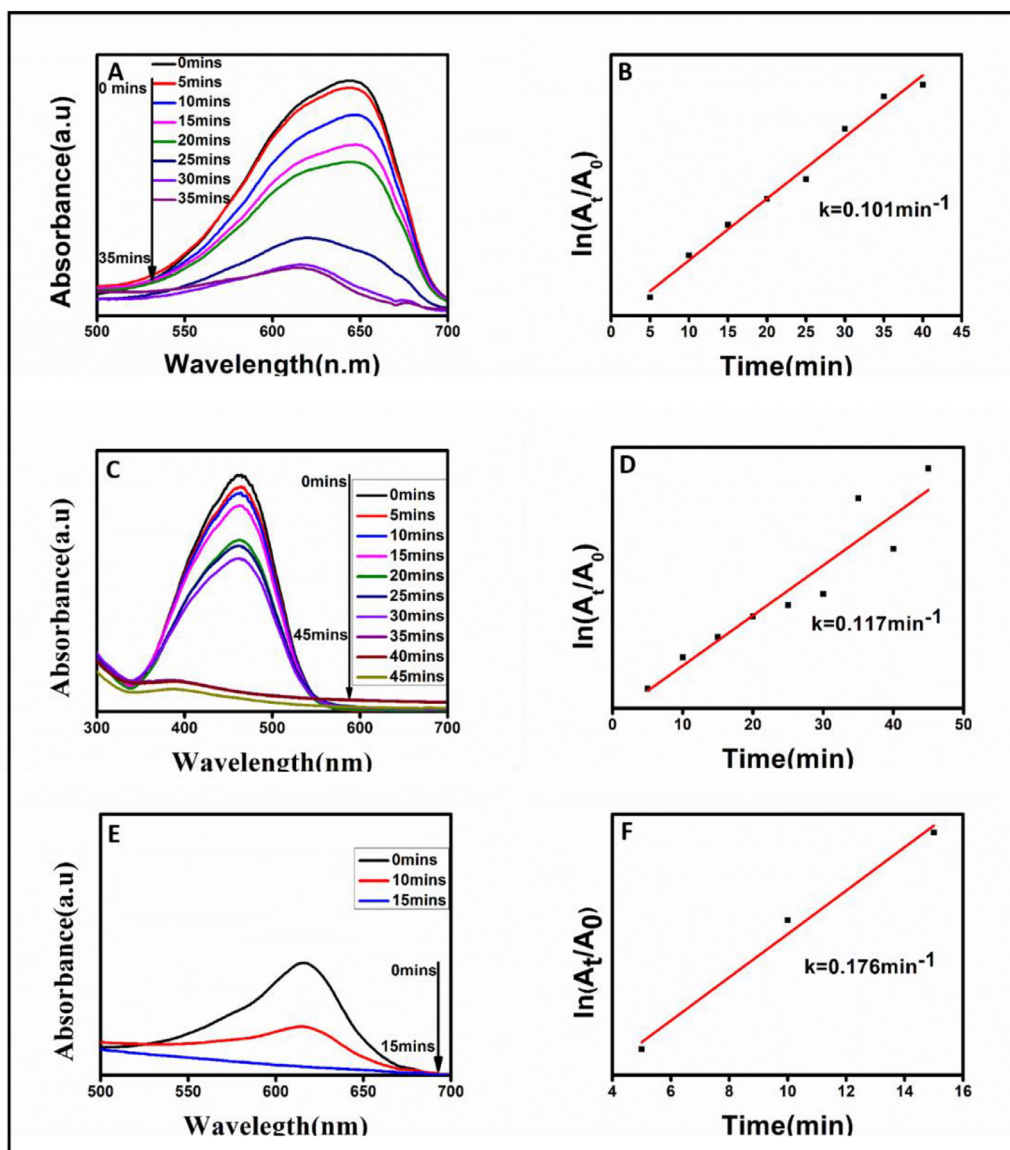 A
0mins
0 mins
5mins
10mins
15mins
20mins
25mins
30mins
35mins
35mins
Absorbance(a.u)
500 550 600 650 700
Wavelength(n.m)
B
ln(At/A0)
k=0.101min-1
0 5 10 15 20 25 30 35 40 45
Time(min)
C
0mins
0mins
5mins
10mins
15mins
20mins
25mins
30mins
35mins
40mins
45mins
45mins
Absorbance(a.u)
300 400 500 600 700
Wavelength(nm)
D
ln(At/A0)
k=0.117min-1
0 10 20 30 40 50
Time(min)
E
0mins
10mins
15mins
0mins
15mins
Absorbance(a.u)
500 600 700
Wavelegth(nm)
F
ln(At/A0)
k=0.176min-1
4 6 8 10 12 14 16
Time(min)